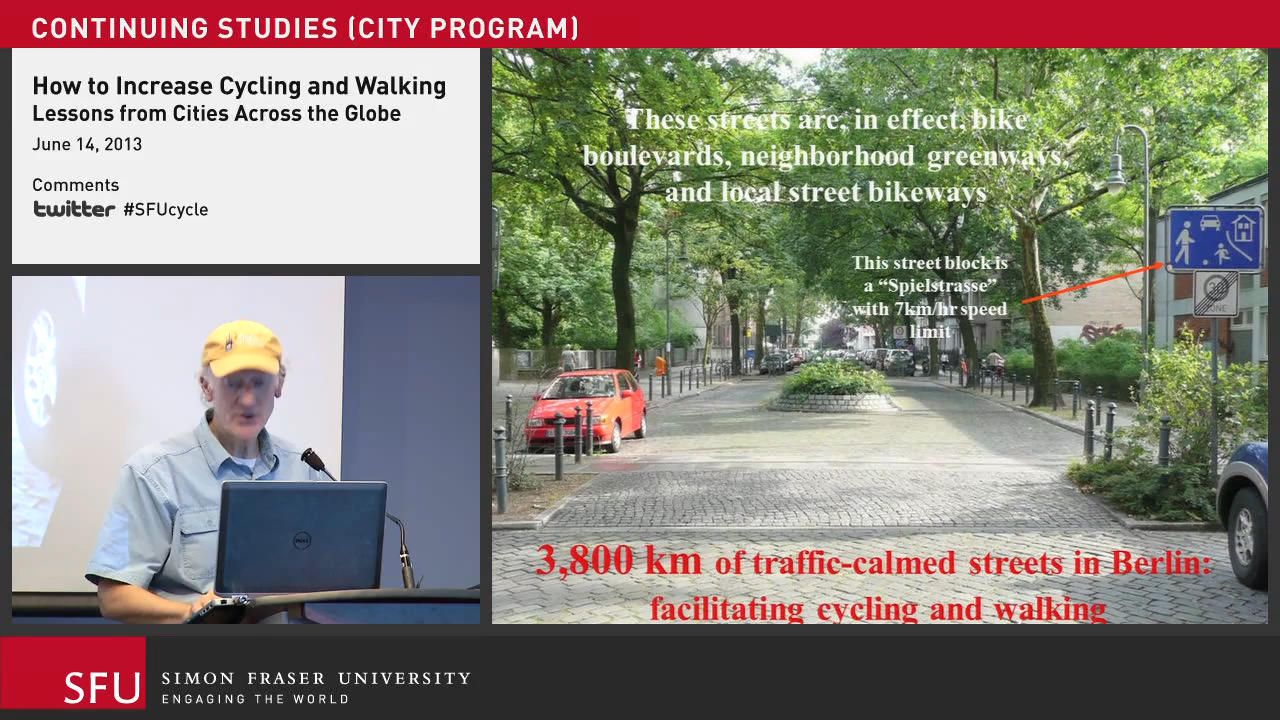 CONTINUING STUDIES (CITY PROGRAM)
How to Increase Cycling and Walking
Lessons from Cities Across the Globe
June 14, 2013
Comments
twitter #SFUcycle
These streets are, in effect, bike
boulevards, neighborhood greenways,
and local street bikeways
This street block is
a “Spielstrasse”
with 7km/hr speed
limit
30
ZONE
3,800 km of traffic-calmed streets in Berlin:
facilitating cycling and walking
DELL
SFU
SIMON FRASER UNIVERSITY
ENGAGING THE WORLD